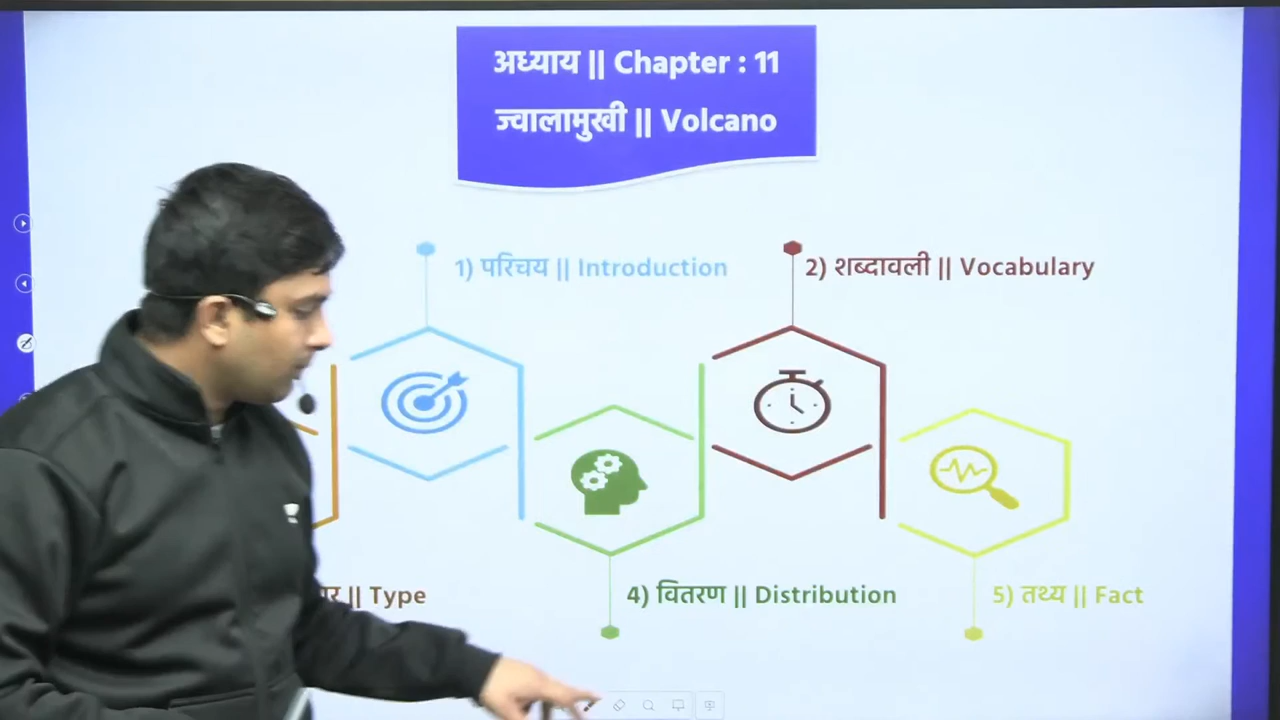 अध्याय || Chapter : 11
ज्वालामुखी || Volcano
1) परिचय || Introduction
2) शब्दावली || Vocabulary
|| Type
4) वितरण || Distribution
5) तथ्य || Fact